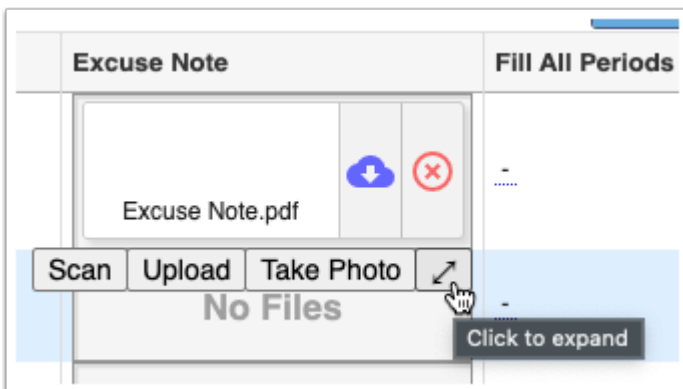 Excuse Note Fill All Periods
Excuse Note.pdf -
Scan Upload Take Photo
No Files -
Click to expand